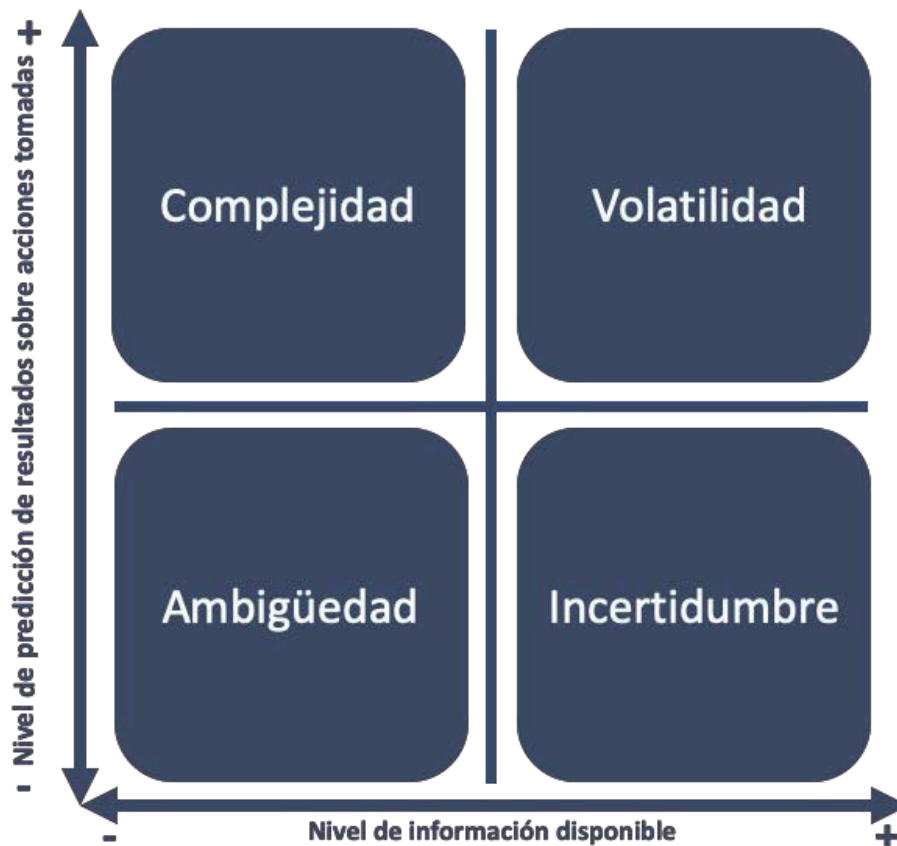 - Nivel de predicción de resultados sobre acciones tomadas +
Complejidad
Volatilidad
Ambigüedad
Incertidumbre
- Nivel de información disponible +